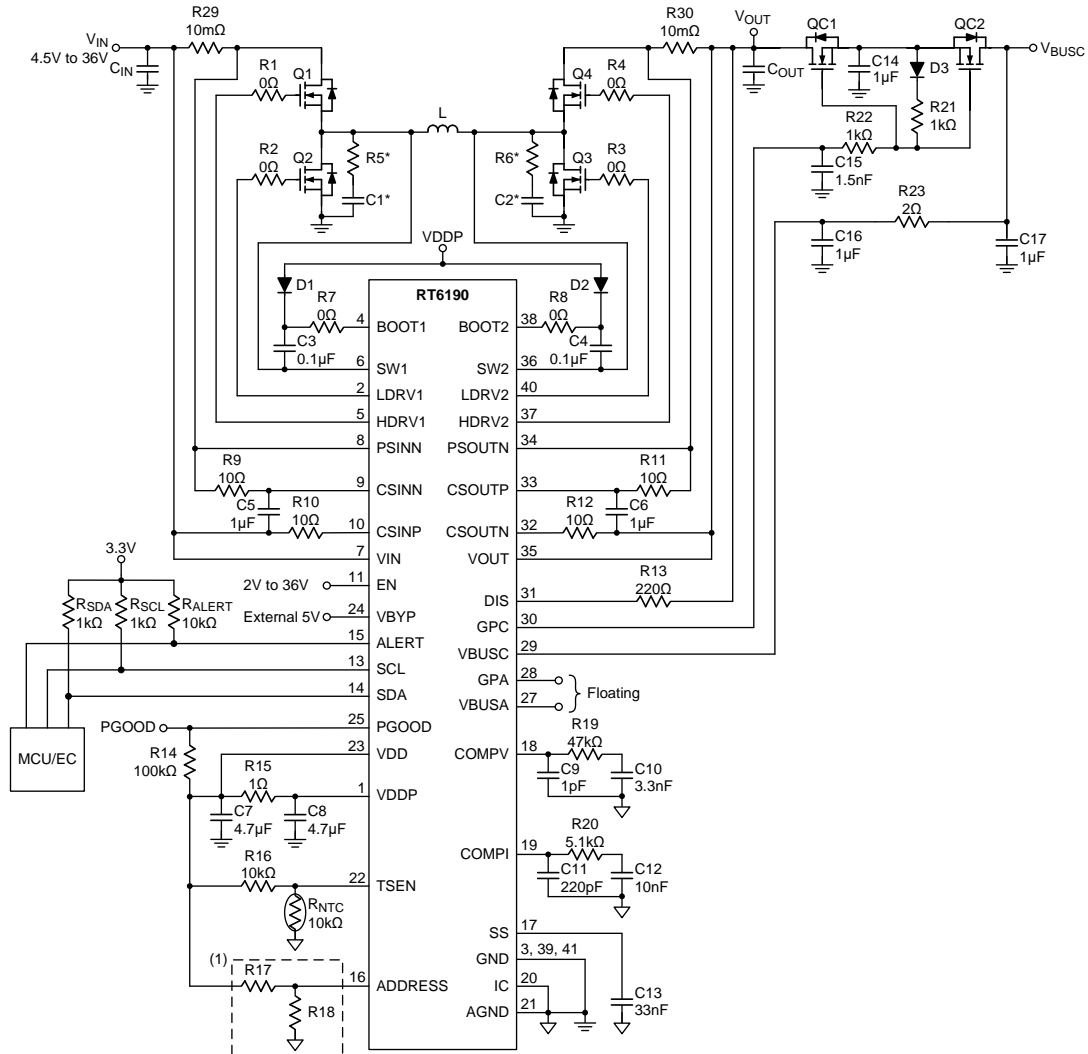 R29
10mΩ
VIN
4.5V to 36V
CIN
R1
0Ω
Q1
R2
0Ω
Q2
R5*
C1*
L
R6*
C2*
Q4
R4
0Ω
Q3
R3
0Ω
R30
10mΩ
VOUT
COUT
QC1
QC2
VBUSC
C14
1µF
D3
R21
1kΩ
R22
1kΩ
C15
1.5nF
R23
2Ω
C16
1µF
C17
1µF
VDDP
D1
D2
R7
0Ω
R8
0Ω
C3
0.1µF
C4
0.1µF
RT6190
4 BOOT1
6 SW1
2 LDRV1
5 HDRV1
8 PSINN
9 CSINN
10 CSINP
7 VIN
11 EN
24 VBYP
15 ALERT
13 SCL
14 SDA
25 PGOOD
23 VDD
1 VDDP
22 TSEN
16 ADDRESS
BOOT2 38
SW2 36
LDRV2 40
HDRV2 37
PSOUTN 34
CSOUTP 33
CSOUTN 32
VOUT 35
DIS 31
GPC 30
VBUSC 29
GPA 28
VBUSA 27
COMPV 18
COMPI 19
SS 17
GND 3, 39, 41
IC 20
AGND 21
R9
10Ω
C5
1µF
R10
10Ω
R11
10Ω
R12
10Ω
C6
1µF
3.3V
RSDA
1kΩ
RSCL
1kΩ
RALERT
10kΩ
2V to 36V
External 5V
MCU/EC
PGOOD
R14
100kΩ
R15
1Ω
C7
4.7µF
C8
4.7µF
R16
10kΩ
RNTC
10kΩ
(1)
R17
R18
R13
220Ω
Floating
R19
47kΩ
C9
1pF
C10
3.3nF
R20
5.1kΩ
C11
220pF
C12
10nF
C13
33nF